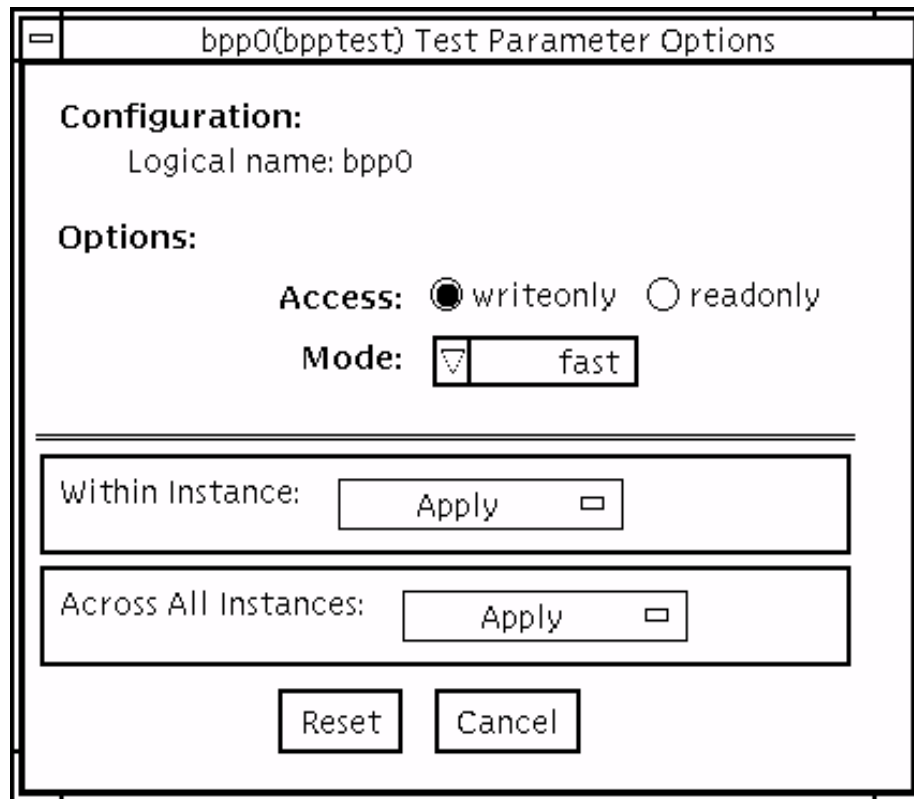 bpp0(bpptest) Test Parameter Options
Configuration:
Logical name: bpp0
Options:
Access: writeonly readonly
Mode: fast
Within Instance: Apply
Across All Instances: Apply
Reset Cancel